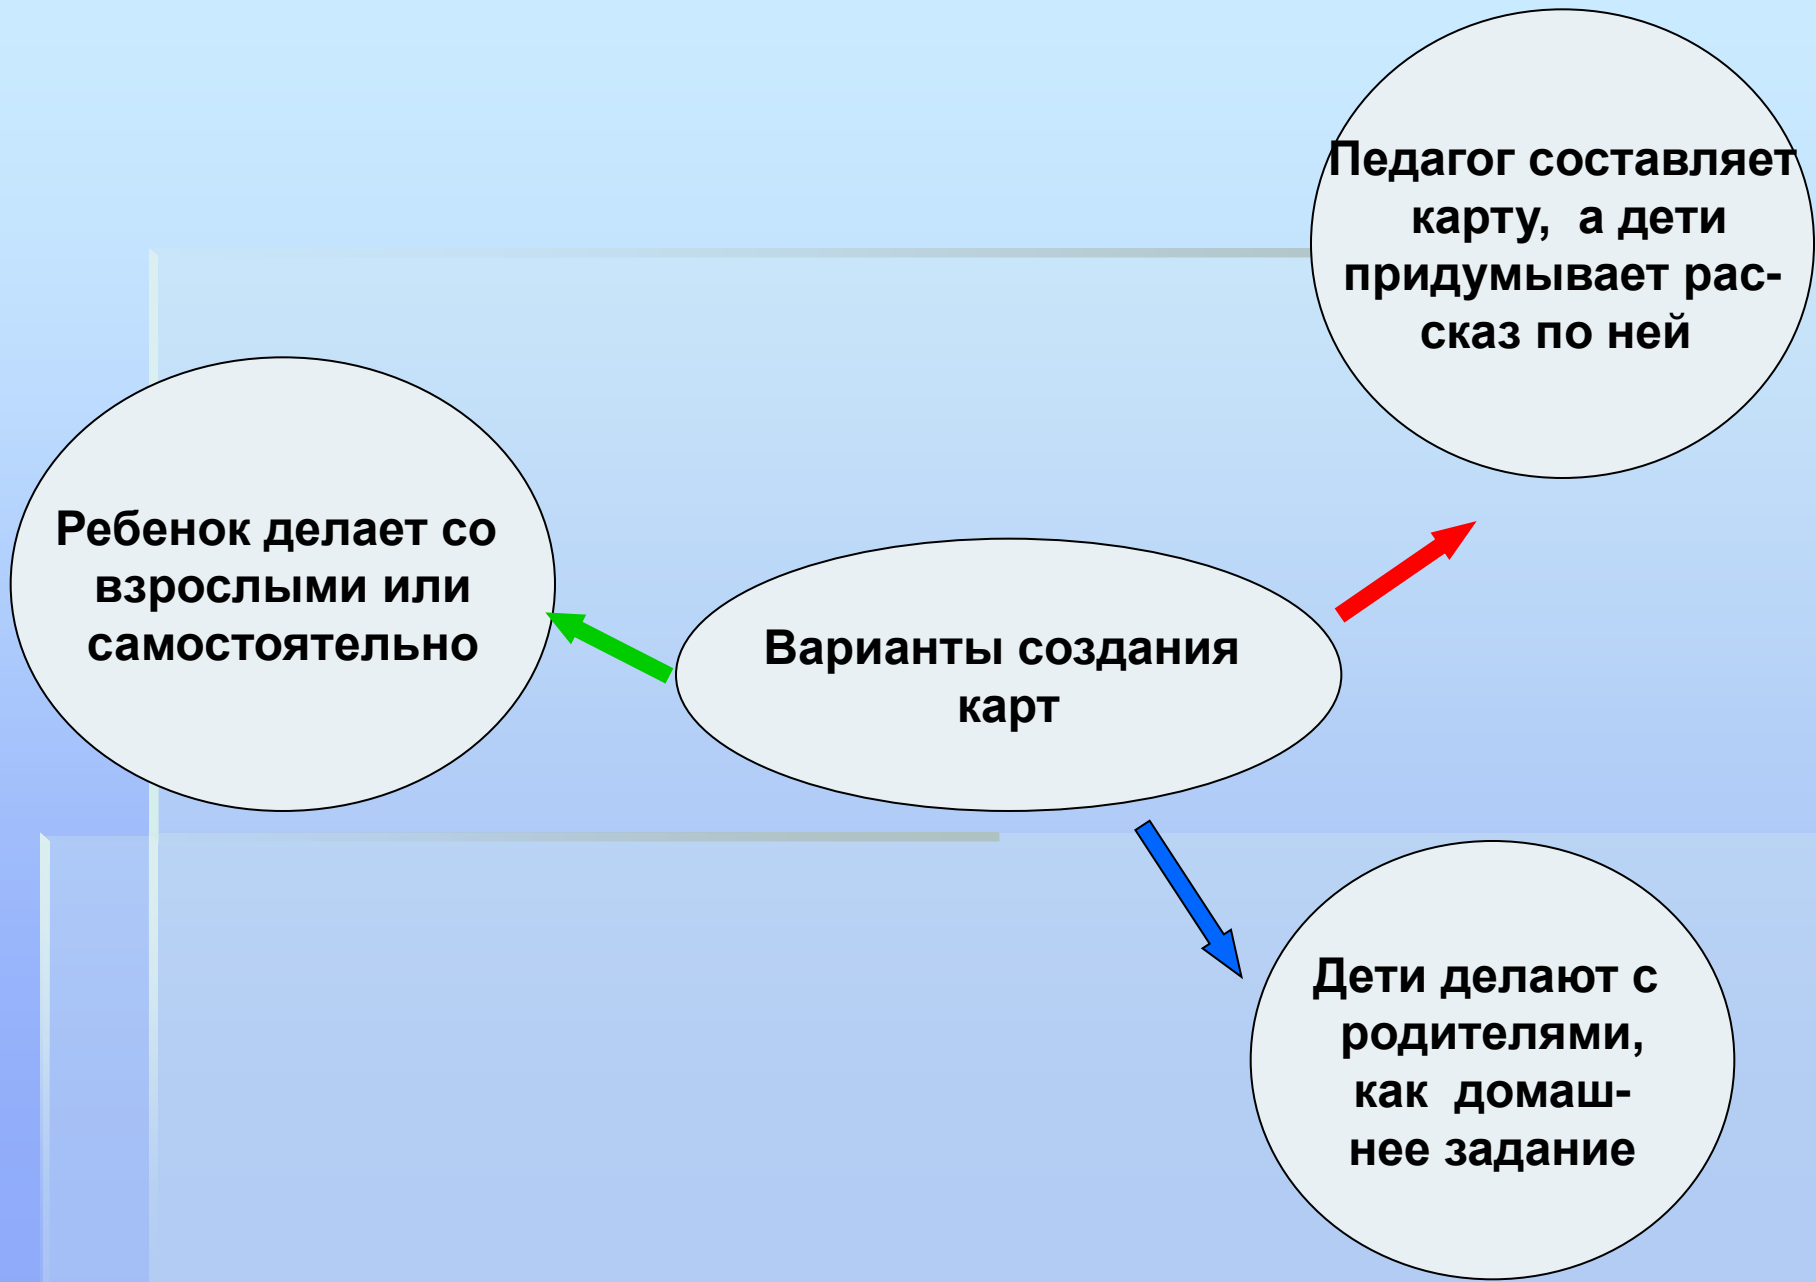 Педагог составляет
карту, а дети
придумывает рас-
сказ по ней
Ребенок делает со
взрослыми или
самостоятельно
Варианты создания
карт
Дети делают с
родителями,
как домаш-
нее задание